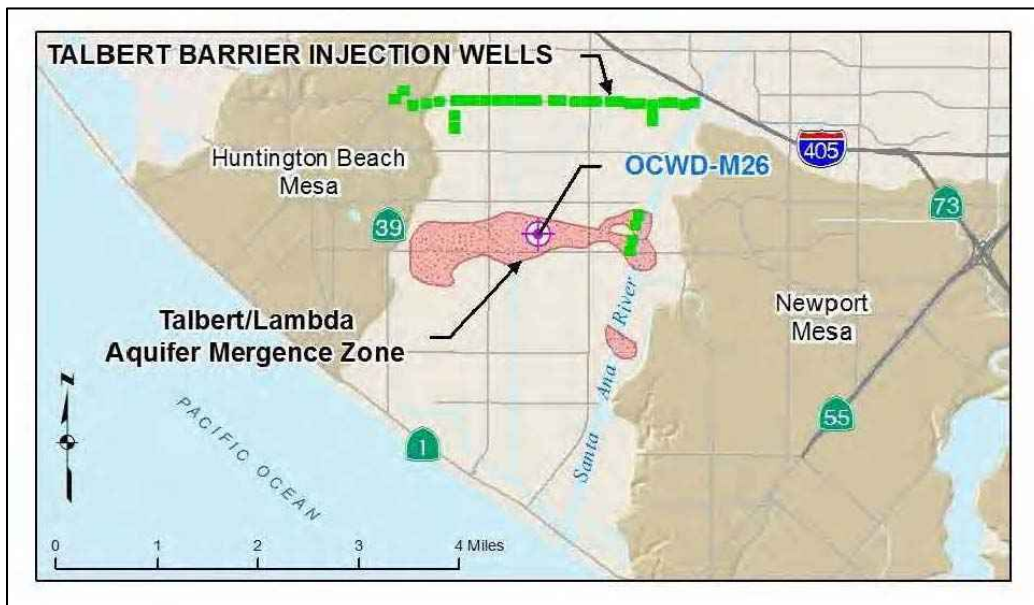 TALBERT BARRIER INJECTION WELLS
Huntington Beach
Mesa
OCWD-M26
405
73
39
Talbert/Lambda
Aquifer Mergence Zone
Newport
Mesa
Santa Ana River
N
PACIFIC OCEAN
1
55
0 1 2 3 4 Miles